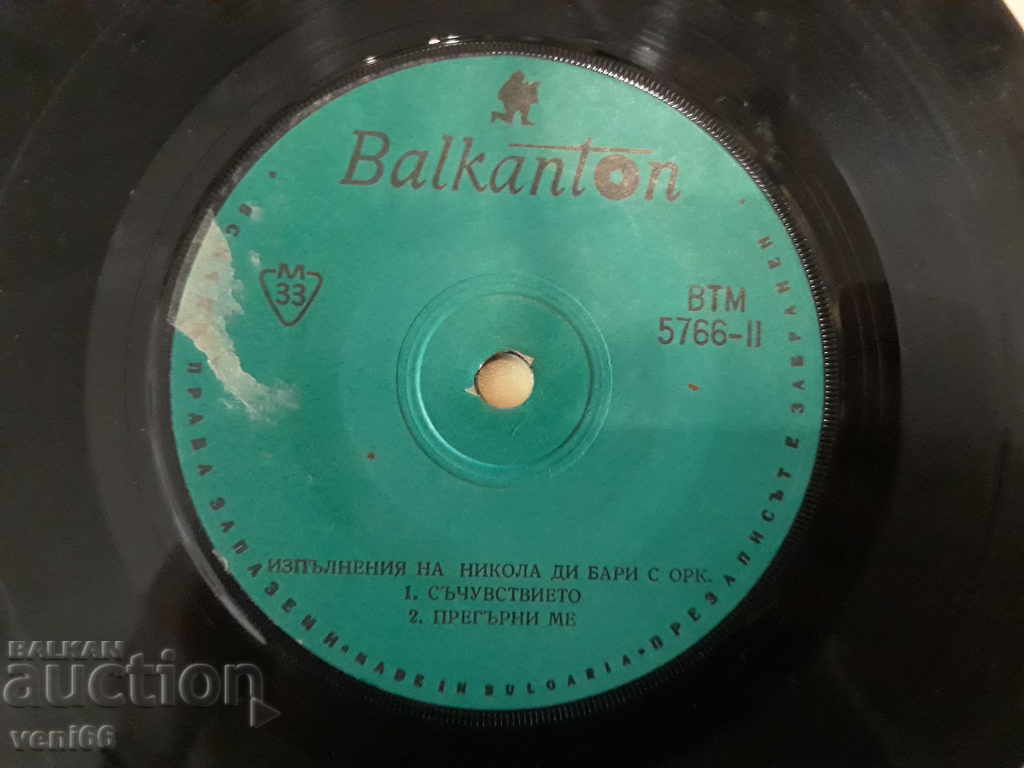 Balkanton
M
33
ВТМ
5766-II
ИЗПЪЛНЕНИЯ НА НИКОЛА ДИ БАРИ С ОРК.
1. СЪЧУВСТВИЕТО
2. ПРЕГЪРНИ МЕ
ПРАВА ЗАПАЗЕНИ · MADE IN BULGARIA · ПРЕЗАПИСЪТ Е ЗАБРАНЕН ·
BALKAN
auction
veni66